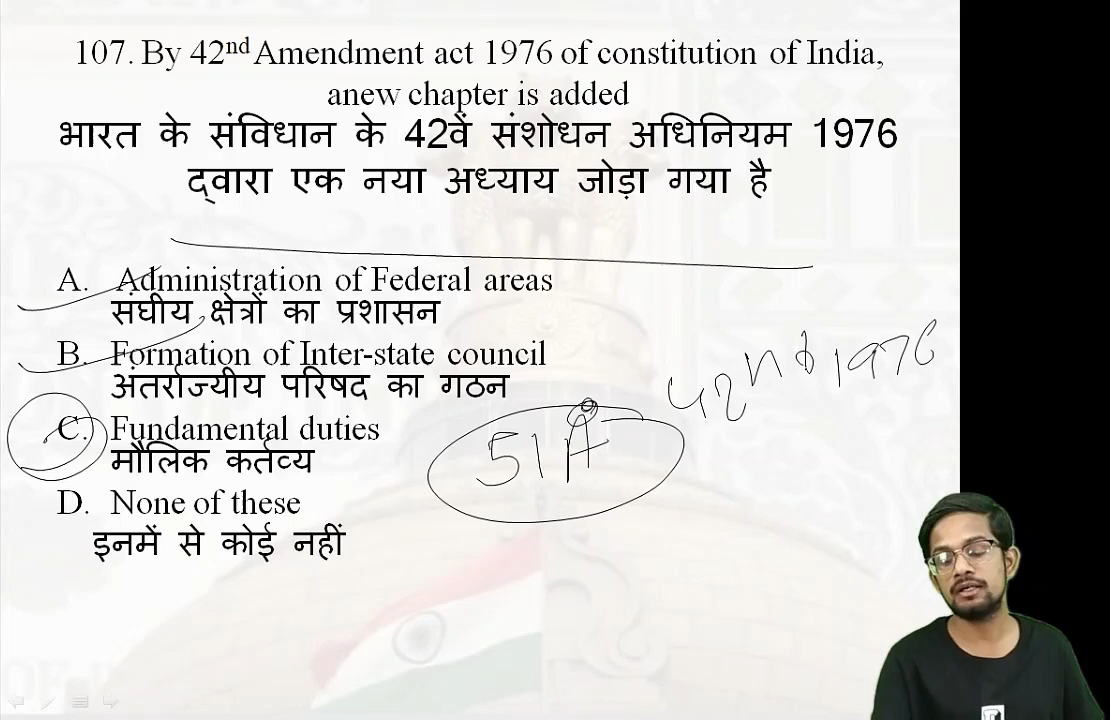 107. By 42nd Amendment act 1976 of constitution of India,
anew chapter is added
भारत के संविधान के 42वें संशोधन अधिनियम 1976
द्वारा एक नया अध्याय जोड़ा गया है
A. Administration of Federal areas
संघीय क्षेत्रों का प्रशासन
B. Formation of Inter-state council
अंतर्राज्यीय परिषद का गठन
42nd 1976
C. Fundamental duties
51A
मौलिक कर्तव्य
D. None of these
इनमें से कोई नहीं